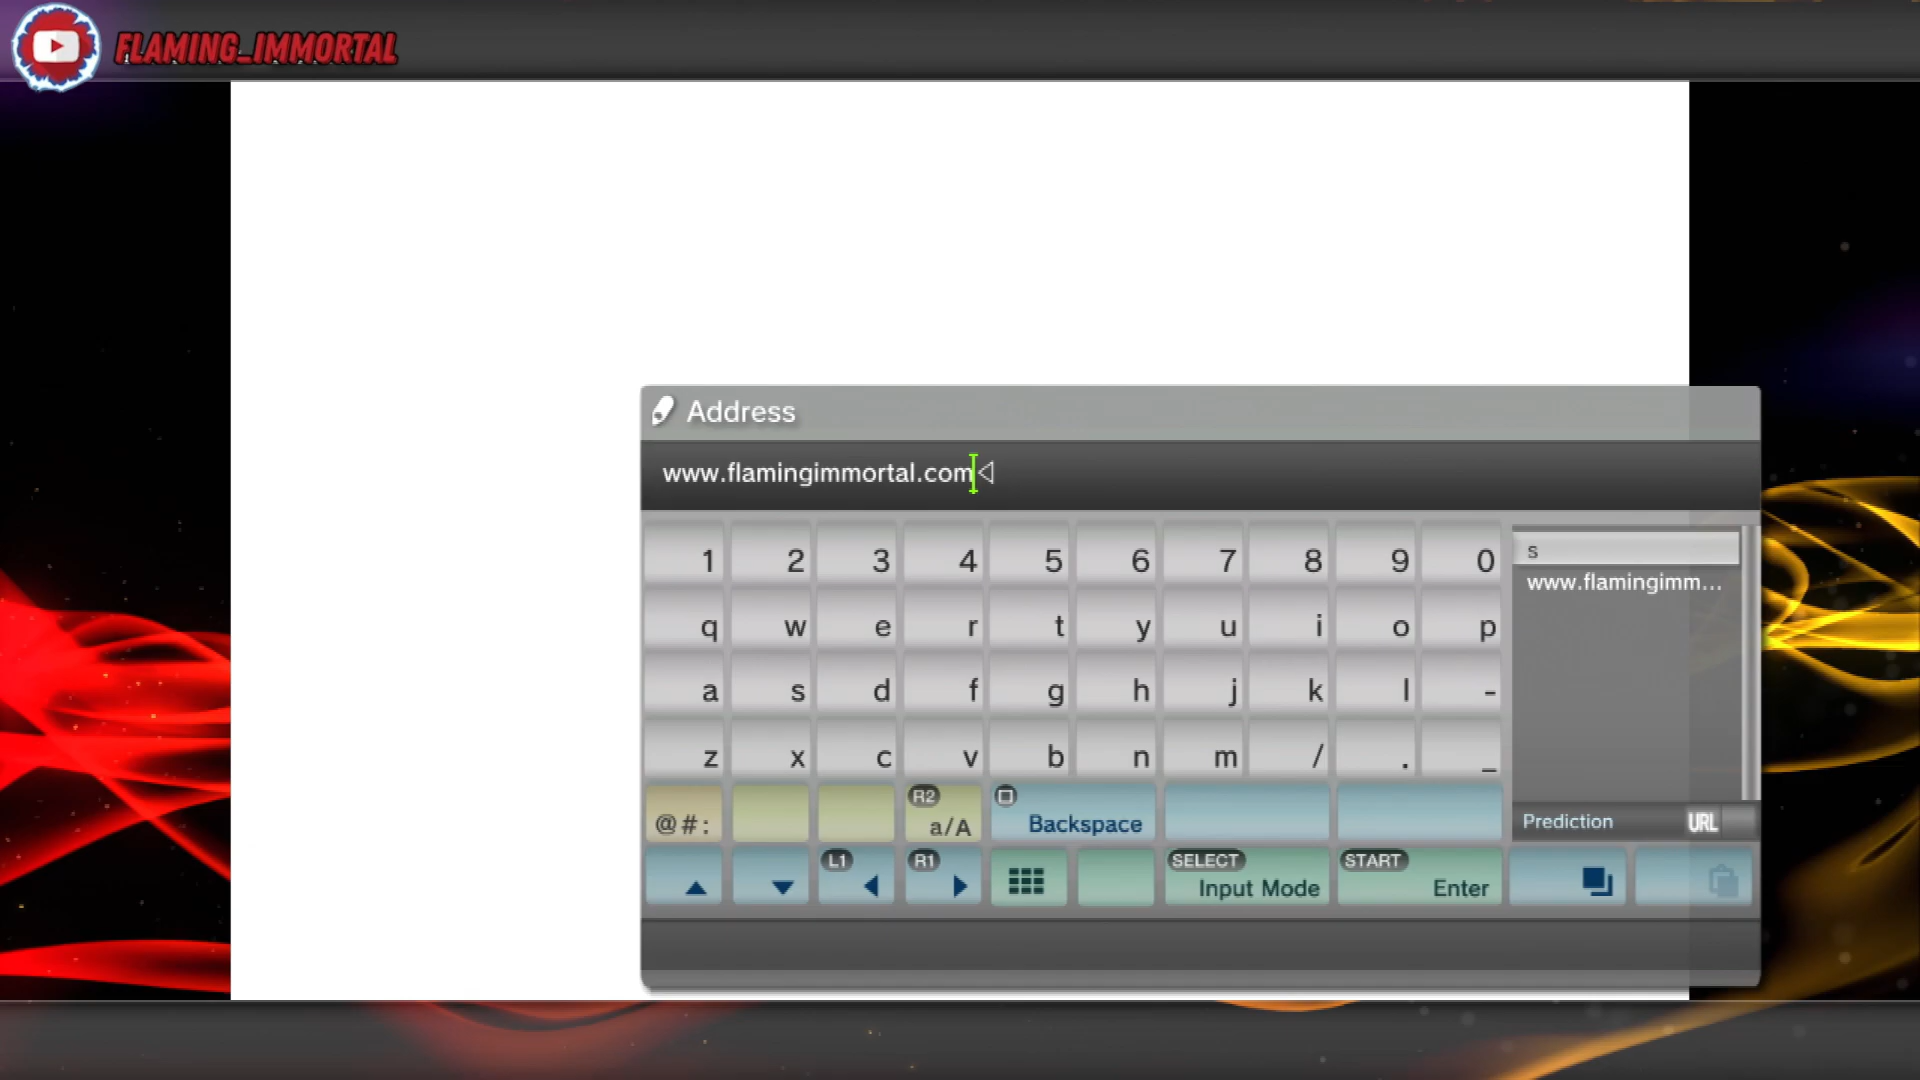 FLAMING_IMMORTAL
Address
www.flamingimmortal.com
1 2 3 4 5 6 7 8 9 0
q w e r t y u i o p
a s d f g h j k l -
z x c v b n m / . _
@#: R2 a/A Backspace
L1 R1 SELECT Input Mode START Enter
s
www.flamingimm...
Prediction URL